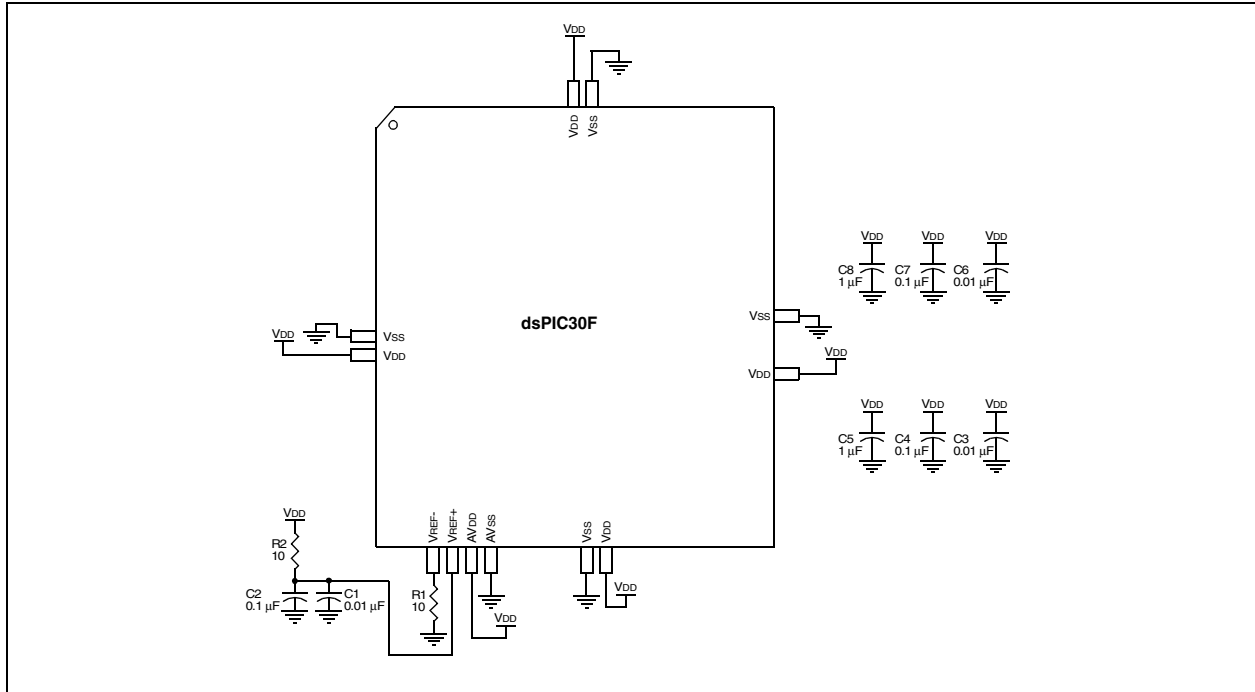 VDD
VDD
VSS
VDD
VDD
VDD
C8
1 µF
C7
0.1 µF
C6
0.01 µF
dsPIC30F
VSS
VDD
VSS
VDD
VDD
VDD
VDD
VDD
VDD
C5
1 µF
C4
0.1 µF
C3
0.01 µF
VREF-
VREF+
AVDD
AVSS
VSS
VDD
VDD
R2
10
C2
0.1 µF
C1
0.01 µF
R1
10
VDD
VDD